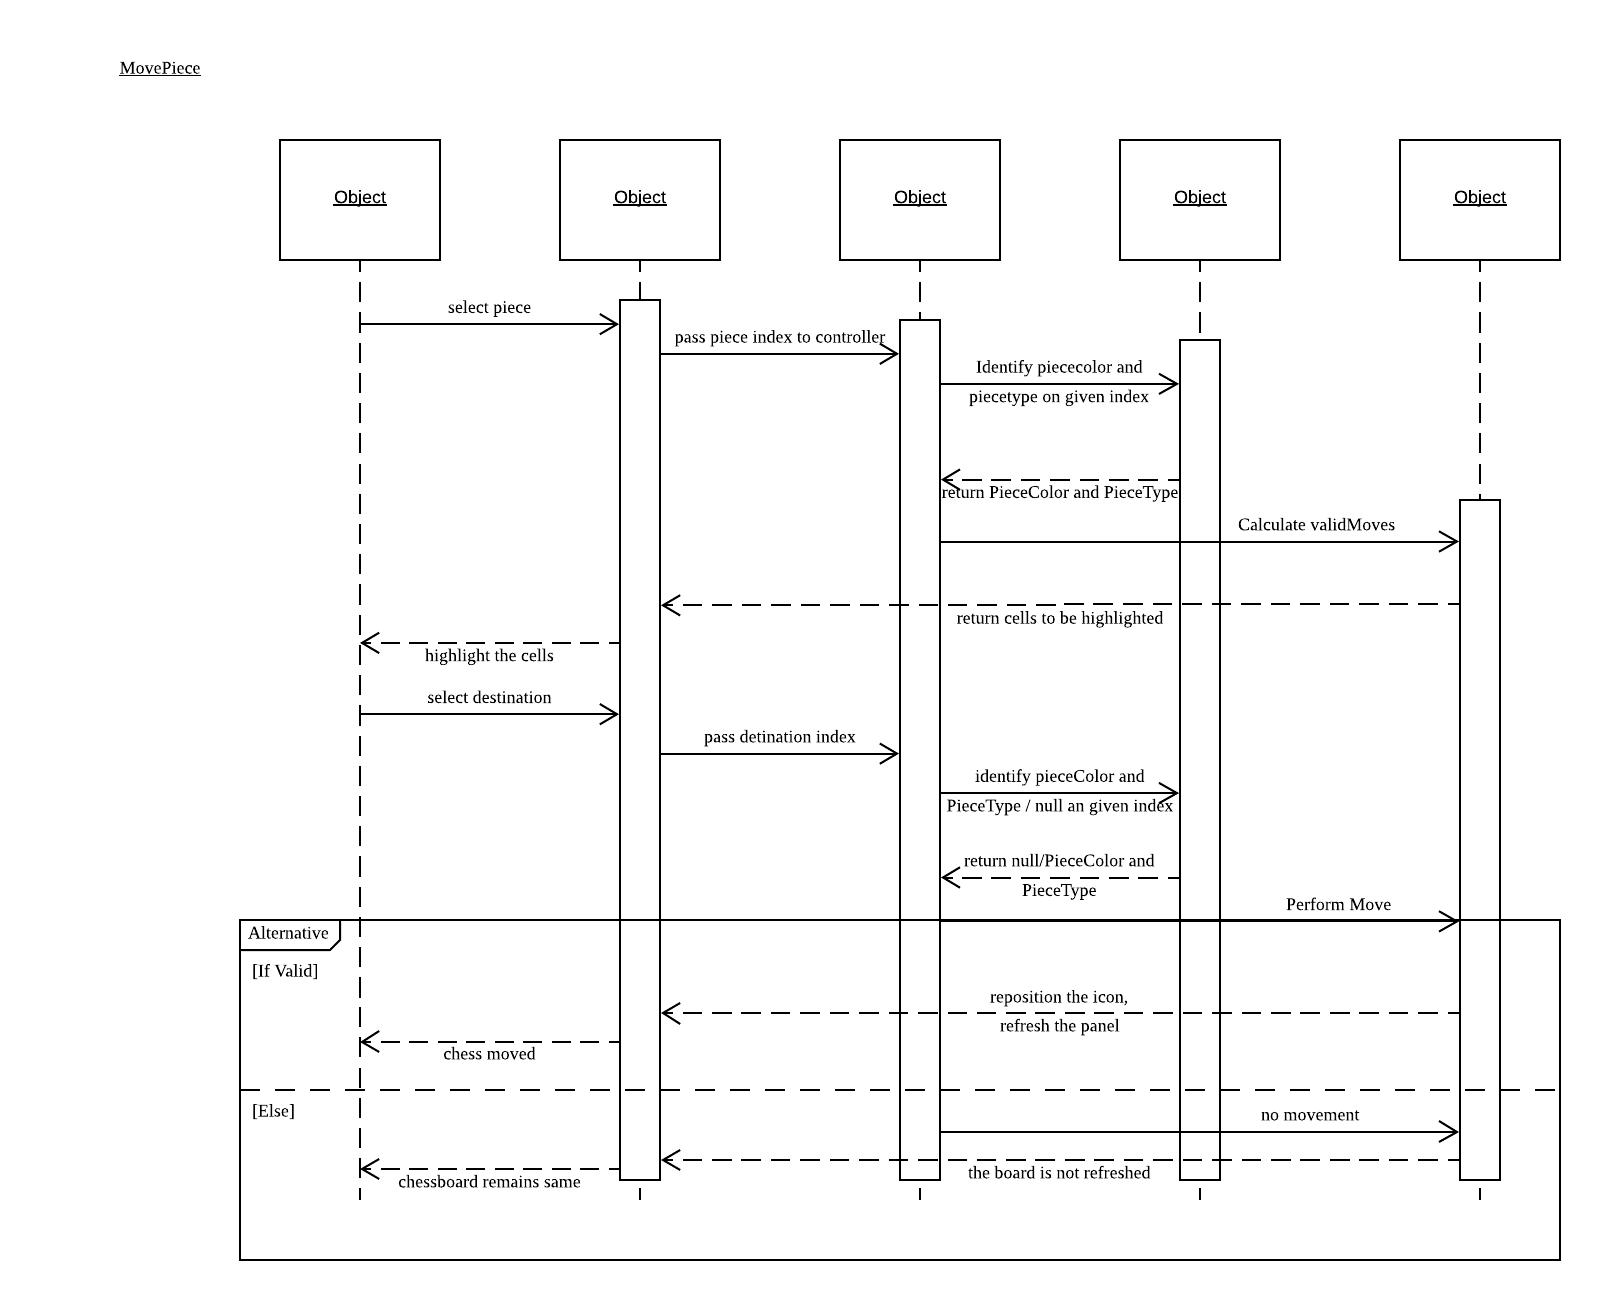 MovePiece
Object
Object
Object
Object
Object
select piece
pass piece index to controller
Identify piececolor and
piecetype on given index
return PieceColor and PieceType
Calculate validMoves
return cells to be highlighted
highlight the cells
select destination
pass detination index
identify pieceColor and
PieceType / null an given index
return null/PieceColor and
PieceType
Perform Move
Alternative
[If Valid]
reposition the icon,
refresh the panel
chess moved
[Else]
no movement
the board is not refreshed
chessboard remains same